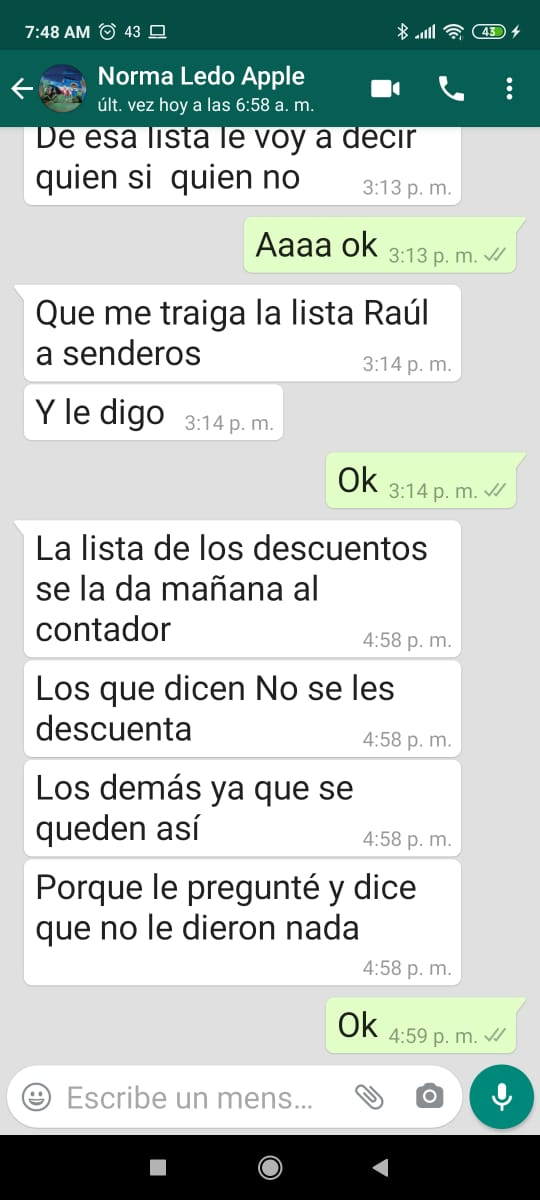 7:48 AM 43 43
Norma Ledo Apple
últ. vez hoy a las 6:58 a. m.
De esa lista le voy a decir
quien si quien no 3:13 p. m.
Aaaa ok 3:13 p. m.
Que me traiga la lista Raúl
a senderos 3:14 p. m.
Y le digo 3:14 p. m.
Ok 3:14 p. m.
La lista de los descuentos
se la da mañana al
contador 4:58 p. m.
Los que dicen No se les
descuenta 4:58 p. m.
Los demás ya que se
queden así 4:58 p. m.
Porque le pregunté y dice
que no le dieron nada
4:58 p. m.
Ok 4:59 p. m.
Escribe un mens...